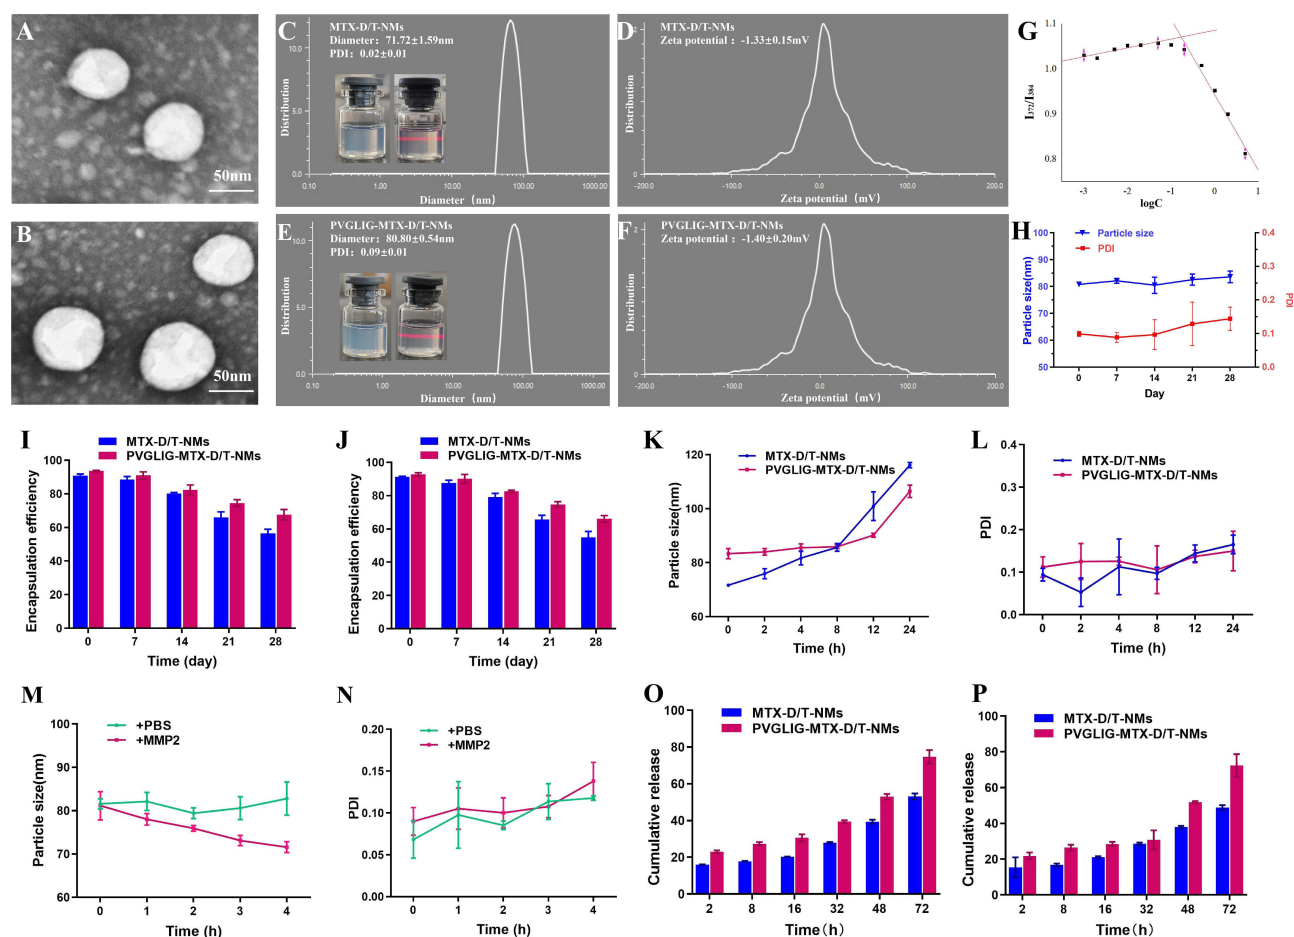 A
50nm
B
50nm
C
MTX-D/T-NMs
Diameter: 71.72±1.59nm
PDI: 0.02±0.01
Distribution
10.0
5.0
0.0
0.10
1.00
10.00
100.00
1000.00
Diameter (nm)
D
MTX-D/T-NMs
Zeta potential : -1.33±0.15mV
Distribution
2
0
-200.0
-100.0
0.0
100.0
200.0
Zeta potential (mV)
E
PVGLIG-MTX-D/T-NMs
Diameter: 80.80±0.54nm
PDI: 0.09±0.01
Distribution
10.0
5.0
0.0
0.10
1.00
10.00
100.00
1000.00
Diameter (nm)
F
PVGLIG-MTX-D/T-NMs
Zeta potential : -1.40±0.20mV
Distribution
2
0
-200.0
-100.0
0.0
100.0
200.0
Zeta potential (mV)
G
I372/I384
1.1
1.0
0.9
0.8
-3
-2
-1
0
1
logC
H
Particle size
PDI
Particle size(nm)
100
90
80
70
60
50
0.4
0.3
0.2
0.1
0.0
PDI
0
7
14
21
28
Day
I
MTX-D/T-NMs
PVGLIG-MTX-D/T-NMs
Encapsulation efficiency
100
80
60
40
20
0
0
7
14
21
28
Time (day)
J
MTX-D/T-NMs
PVGLIG-MTX-D/T-NMs
Encapsulation efficiency
100
80
60
40
20
0
0
7
14
21
28
Time (day)
K
MTX-D/T-NMs
PVGLIG-MTX-D/T-NMs
Particle size(nm)
120
100
80
60
0
2
4
8
12
24
Time (h)
L
MTX-D/T-NMs
PVGLIG-MTX-D/T-NMs
PDI
0.4
0.3
0.2
0.1
0.0
0
2
4
8
12
24
Time (h)
M
+PBS
+MMP2
Particle size(nm)
100
90
80
70
60
0
1
2
3
4
Time (h)
N
+PBS
+MMP2
PDI
0.20
0.15
0.10
0.05
0.00
0
1
2
3
4
Time (h)
O
MTX-D/T-NMs
PVGLIG-MTX-D/T-NMs
Cumulative release
100
80
60
40
20
0
2
8
16
32
48
72
Time（h）
P
MTX-D/T-NMs
PVGLIG-MTX-D/T-NMs
Cumulative release
100
80
60
40
20
0
2
8
16
32
48
72
Time（h）